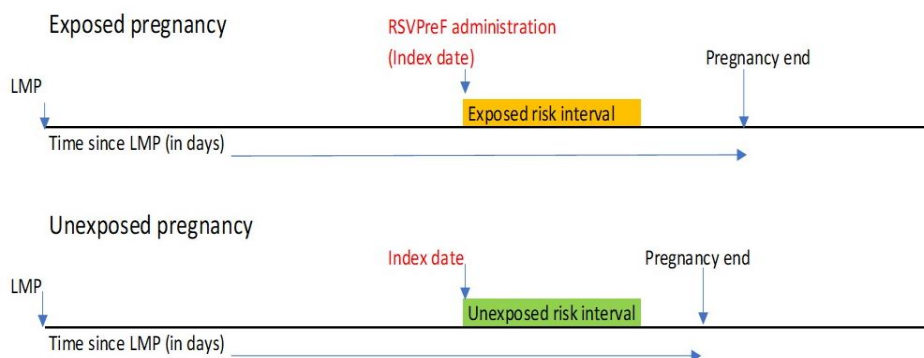 Exposed pregnancy
RSVPreF administration
(Index date)
Pregnancy end
LMP
Exposed risk interval
Time since LMP (in days)
Unexposed pregnancy
Index date
Pregnancy end
LMP
Unexposed risk interval
Time since LMP (in days)